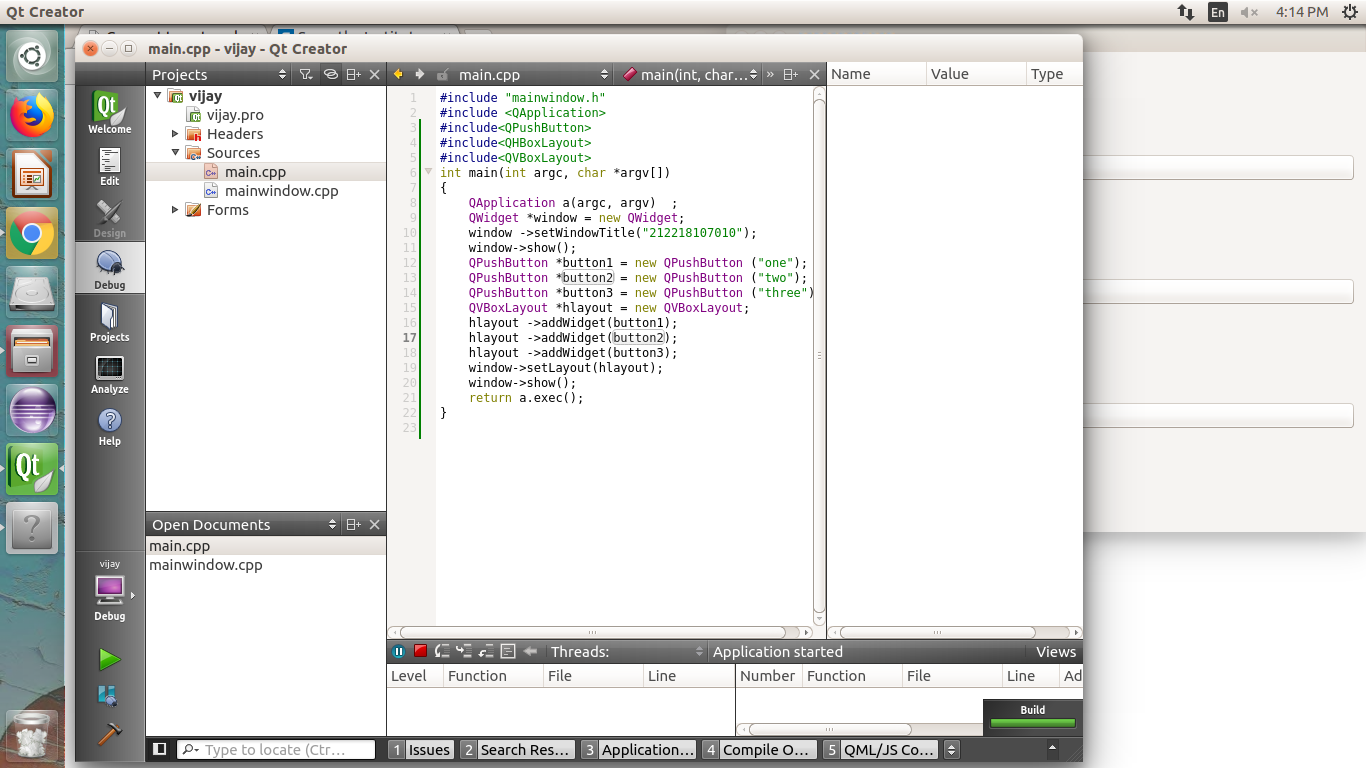 Qt Creator
En
4:14 PM
main.cpp - vijay - Qt Creator
Projects
main.cpp
main(int, char...
»
Name Value Type
Welcome
Edit
Design
Debug
Projects
Analyze
Help
vijay
Debug
vijay
vijay.pro
Headers
Sources
main.cpp
mainwindow.cpp
Forms
Open Documents
main.cpp
mainwindow.cpp
1 #include "mainwindow.h"
2 #include <QApplication>
3 #include<QPushButton>
4 #include<QHBoxLayout>
5 #include<QVBoxLayout>
6 int main(int argc, char *argv[])
7 {
8 QApplication a(argc, argv)  ;
9 QWidget *window = new QWidget;
10 window ->setWindowTitle("212218107010");
11 window->show();
12 QPushButton *button1 = new QPushButton ("one");
13 QPushButton *button2 = new QPushButton ("two");
14 QPushButton *button3 = new QPushButton ("three")
15 QVBoxLayout *hlayout = new QVBoxLayout;
16 hlayout ->addWidget(button1);
17 hlayout ->addWidget(button2);
18 hlayout ->addWidget(button3);
19 window->setLayout(hlayout);
20 window->show();
21 return a.exec();
22 }
23
Threads:
Application started
Views
Level Function File Line
Number Function File Line Ad
Build
Type to locate (Ctr...
1 Issues
2 Search Res...
3 Application...
4 Compile O...
5 QML/JS Co...